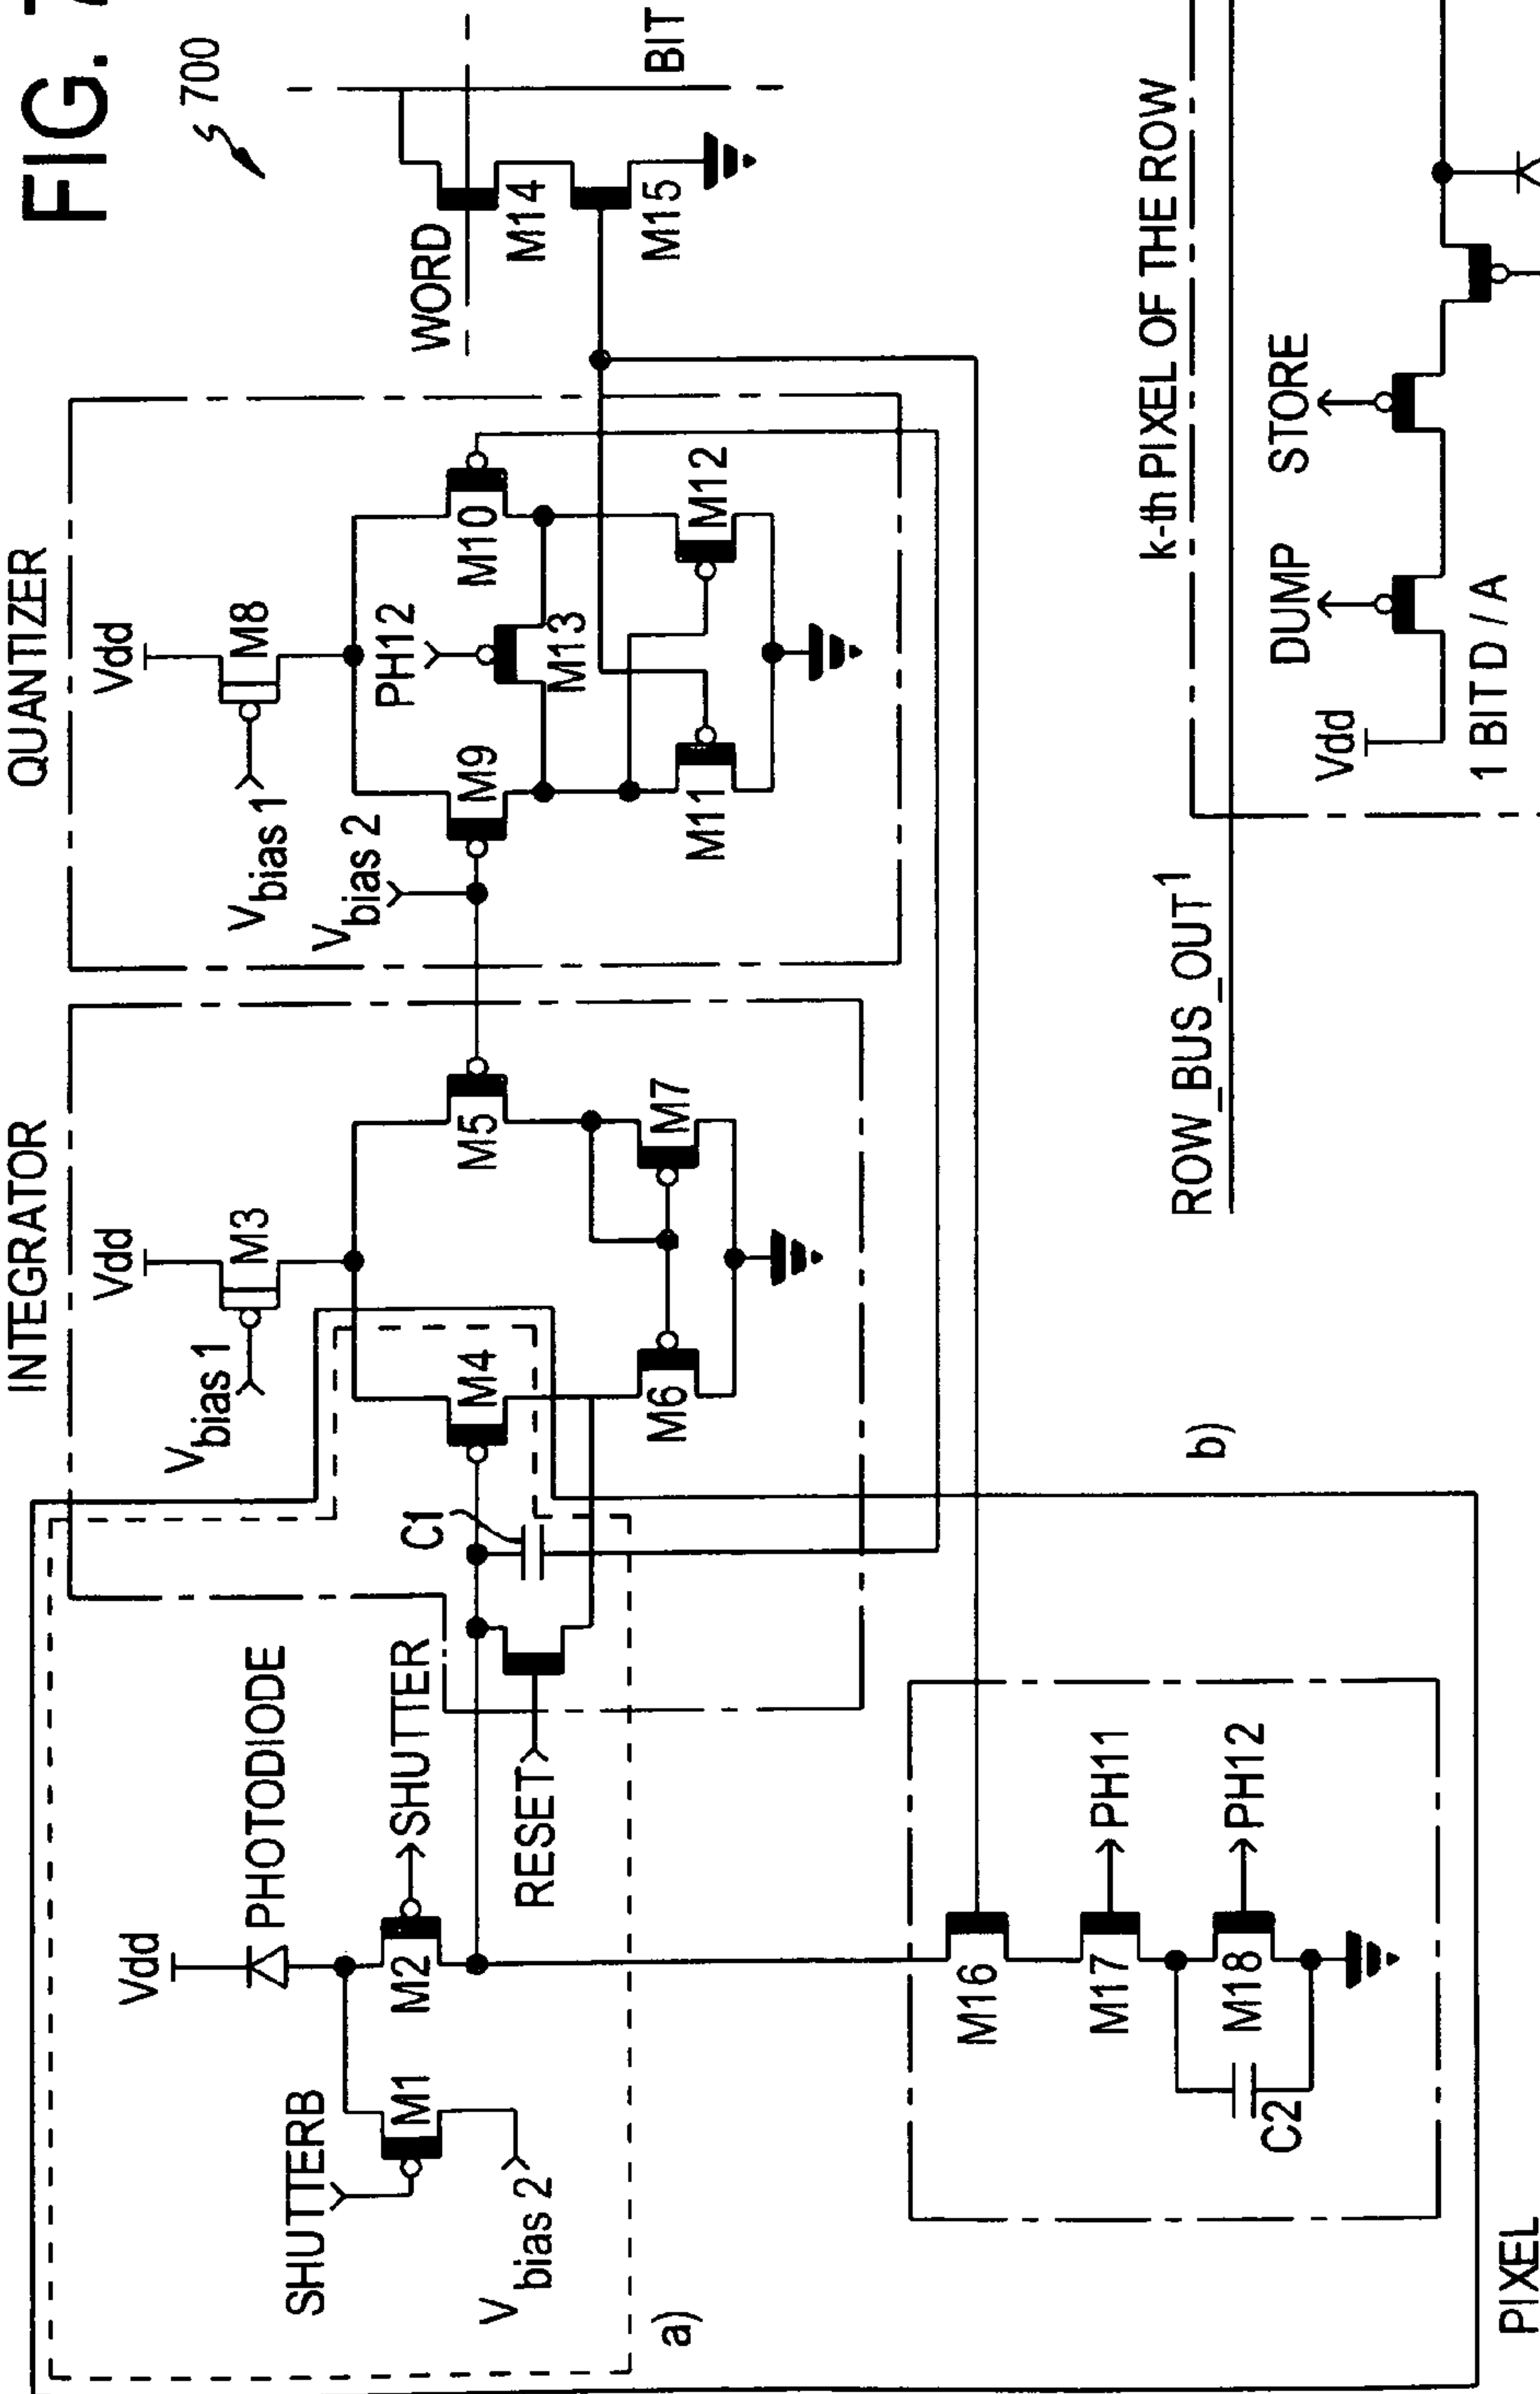 FIG. 7
700
INTEGRATOR
QUANTIZER
Vdd
PHOTODIODE
SHUTTERB
M1
M2
SHUTTER
Vbias 2
RESET
C1
Vdd
M3
Vbias 1
M4
M5
M6
M7
Vdd
M8
Vbias 1
Vbias 2
PH12
M9
M10
M13
M11
M12
WORD
M14
M15
BIT
a)
M16
M17
PH11
M18
PH12
C2
PIXEL
b)
ROW_BUS_OUT1
k-th PIXEL OF THE ROW
DUMP
STORE
Vdd
1 BIT D / A